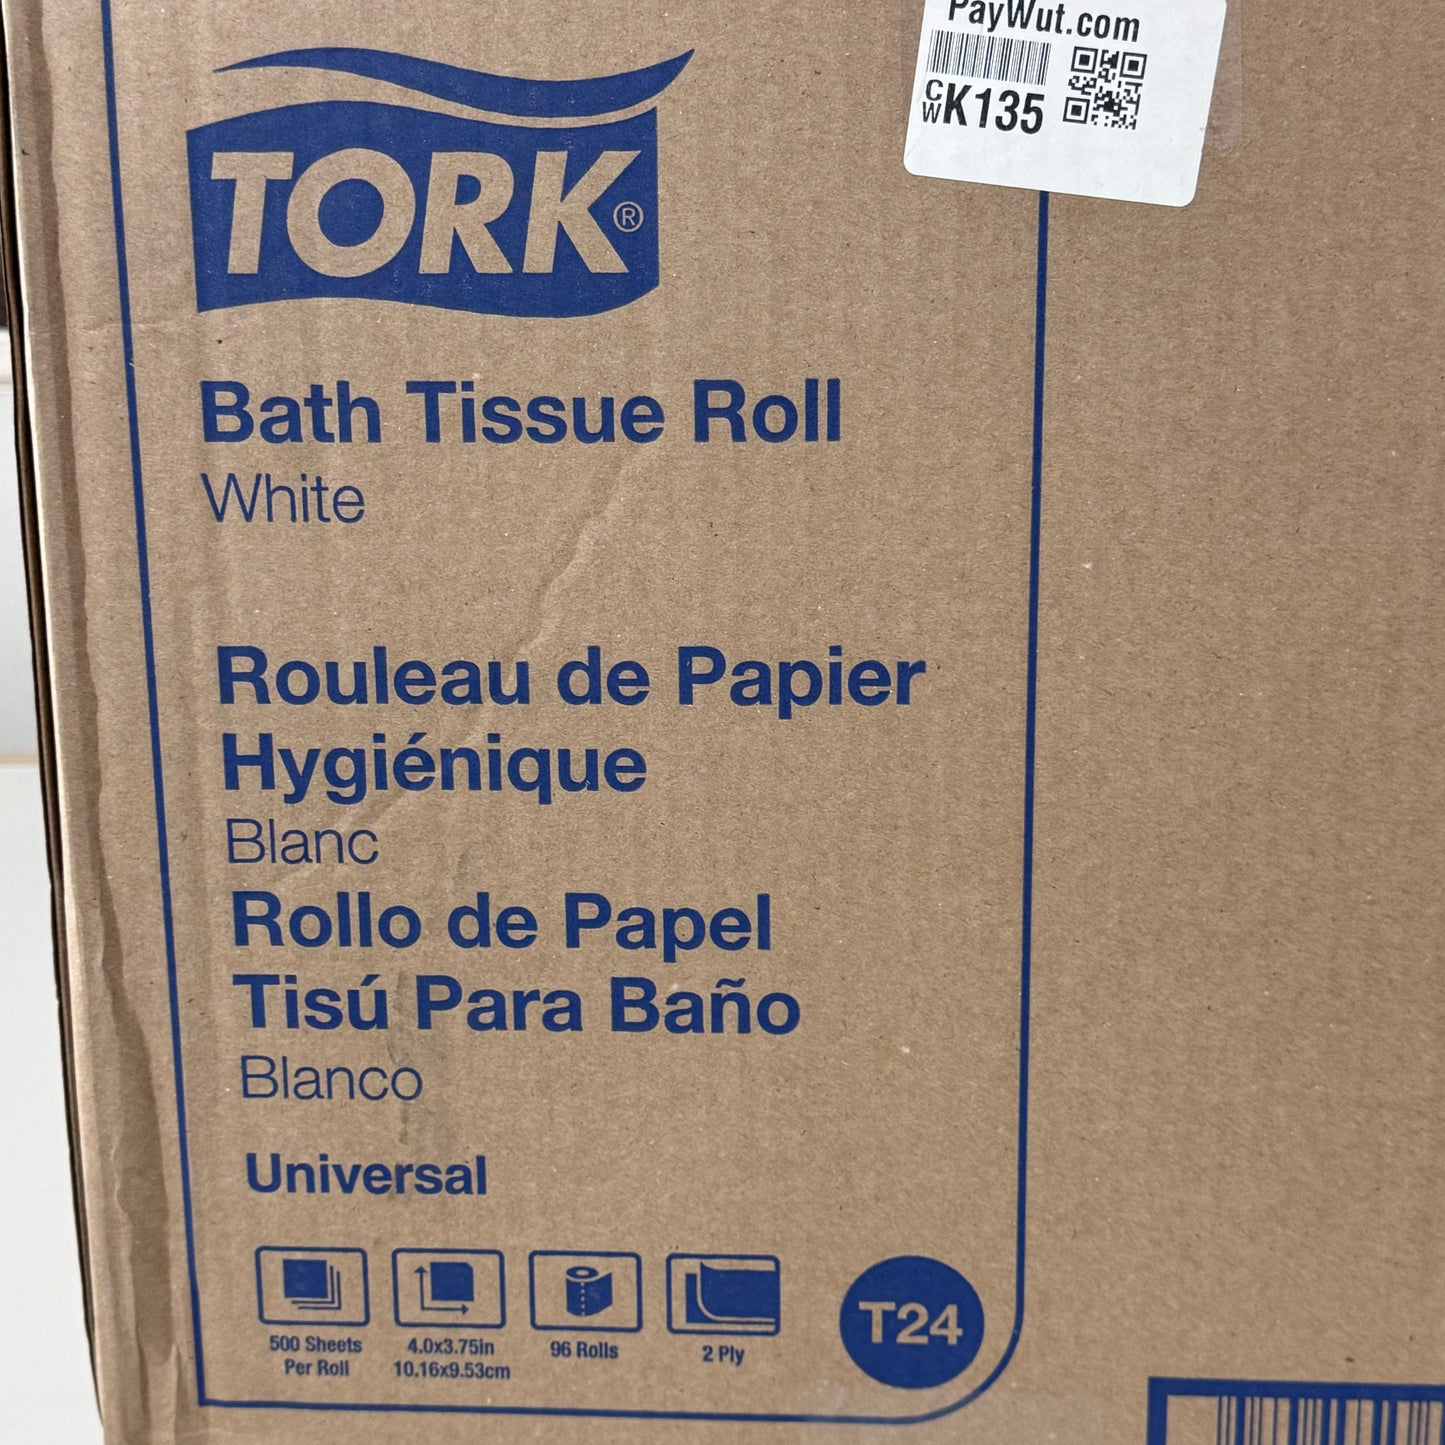 PayWut.com
CW K135
TORK®
Bath Tissue Roll
White
Rouleau de Papier
Hygiénique
Blanc
Rollo de Papel
Tisú Para Baño
Blanco
Universal
500 Sheets
Per Roll
4.0x3.75in
10.16x9.53cm
96 Rolls
2 Ply
T24